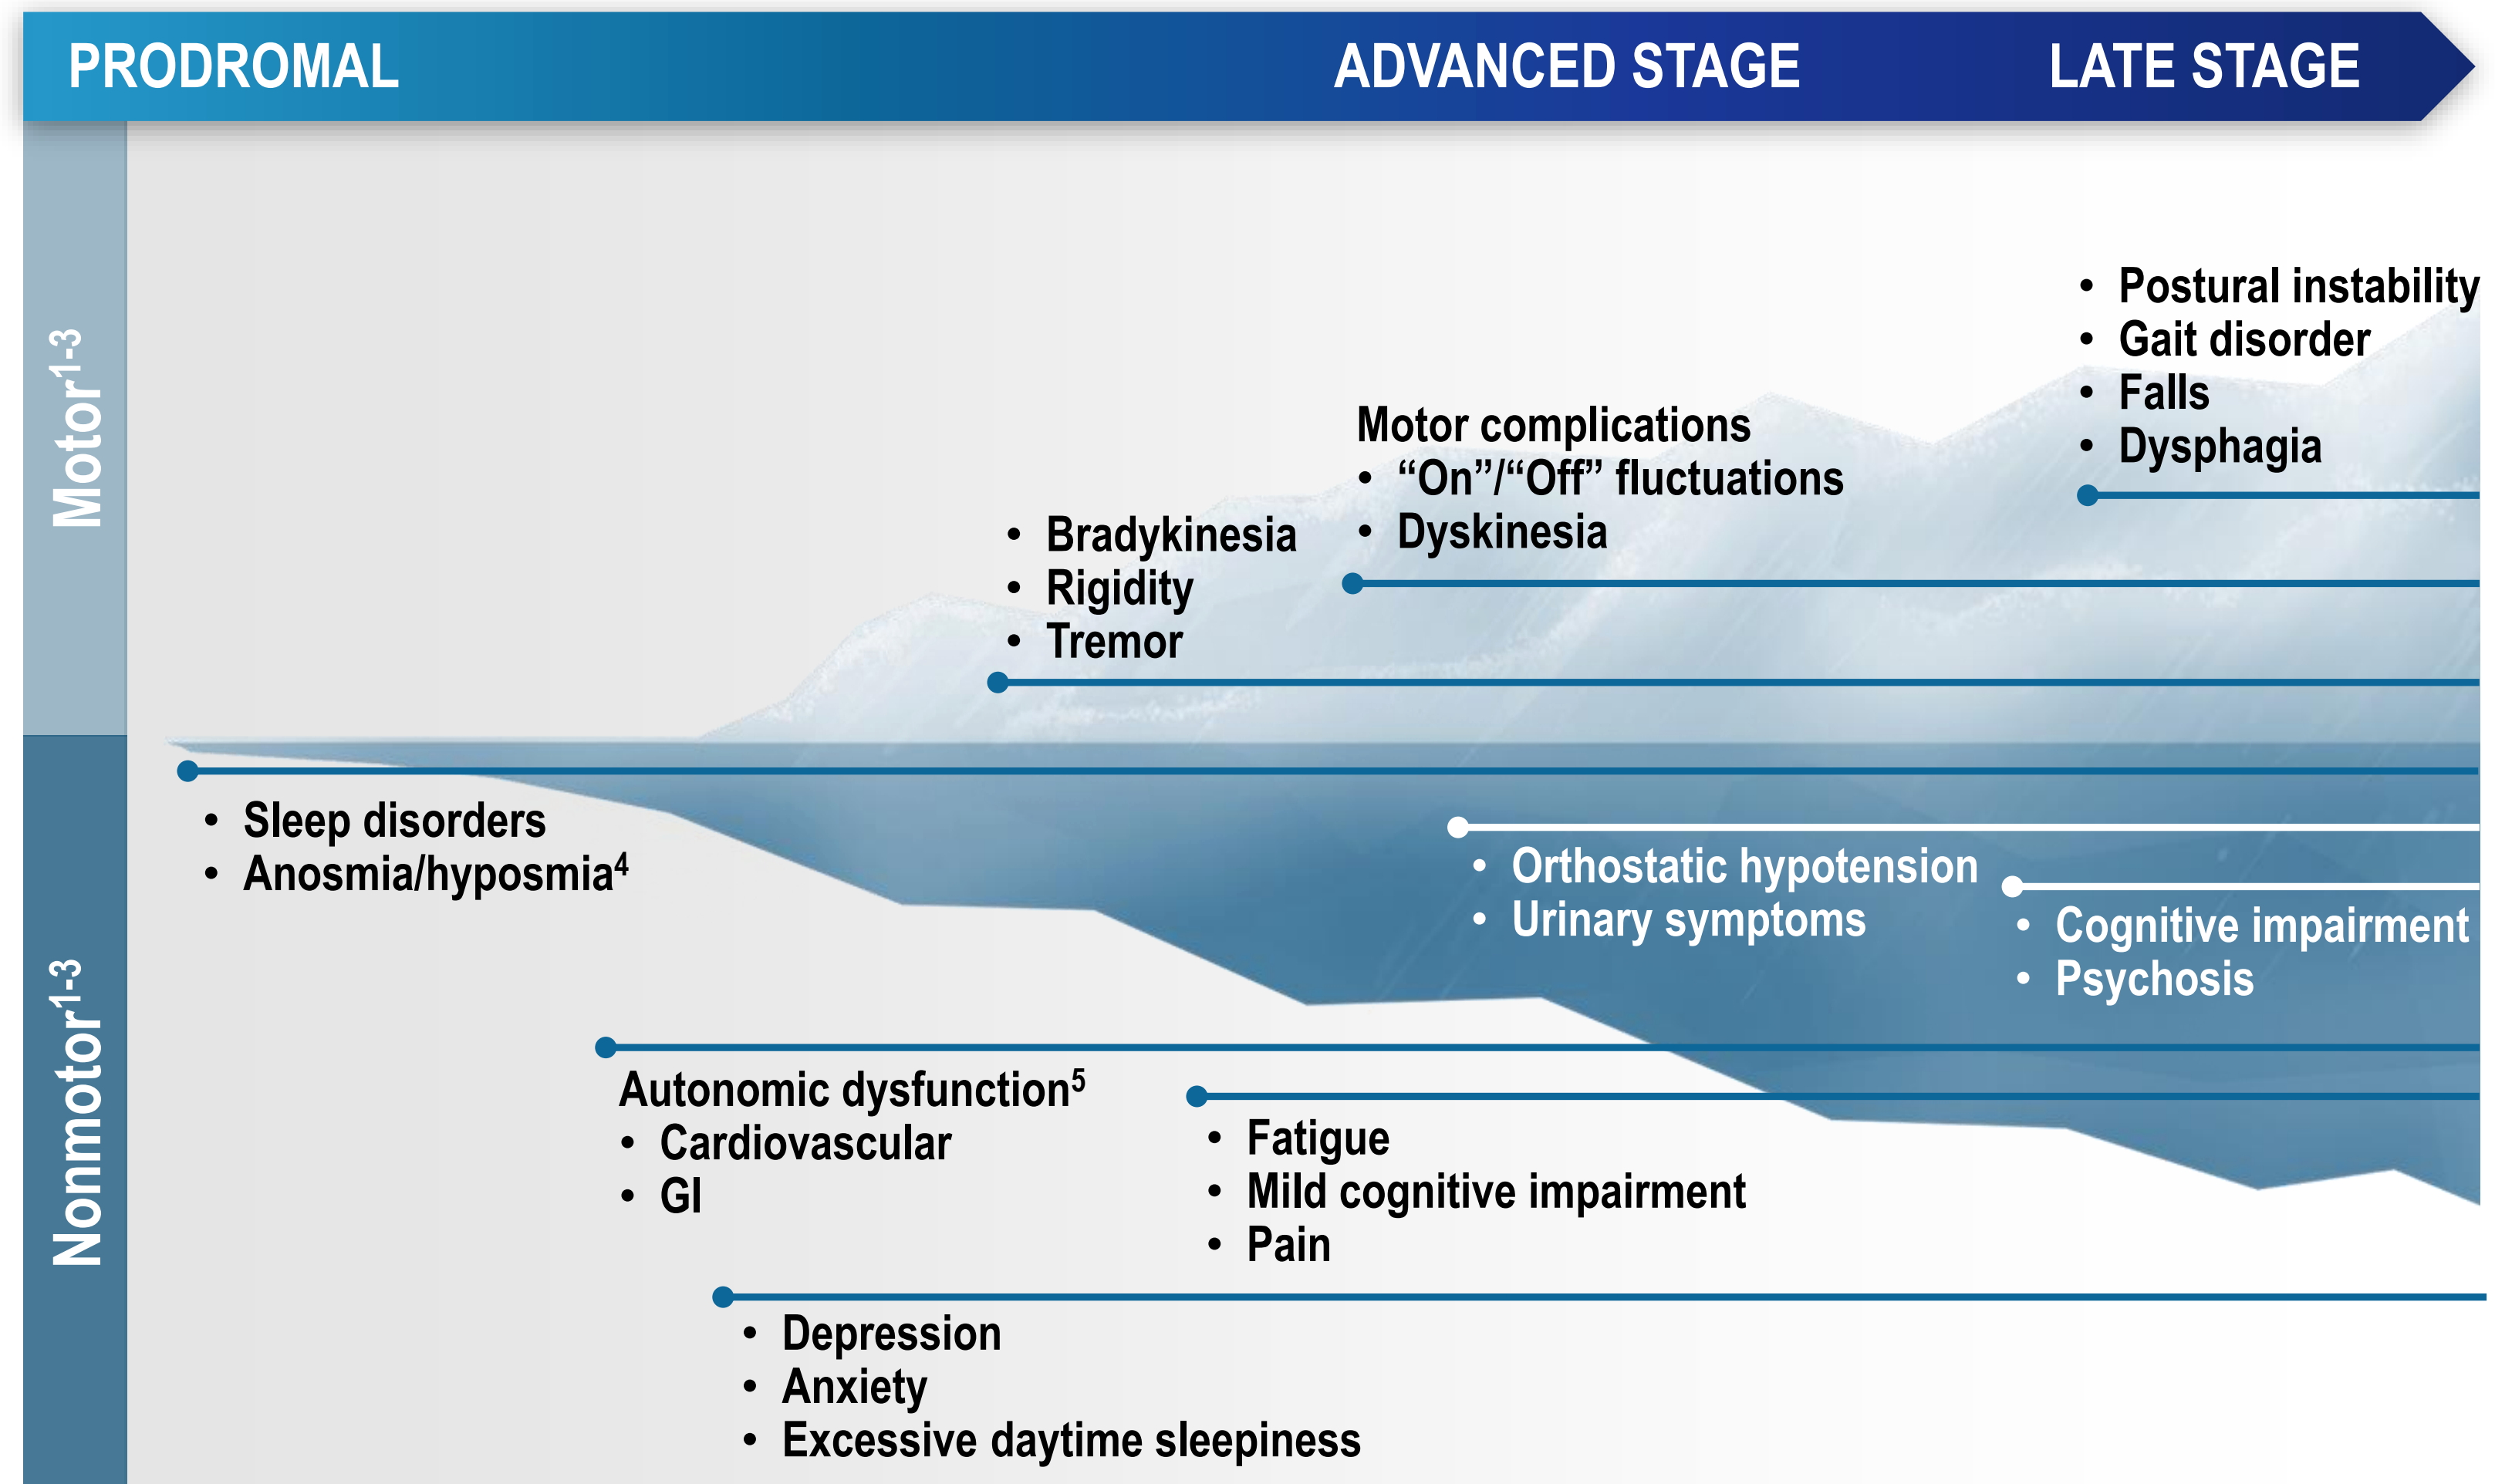 PRODROMAL
ADVANCED STAGE
LATE STAGE
Motor1-3
• Postural instability
• Gait disorder
• Falls
• Dysphagia
Motor complications
• “On”/“Off” fluctuations
• Dyskinesia
• Bradykinesia
• Rigidity
• Tremor
Nonmotor1-3
• Sleep disorders
• Anosmia/hyposmia4
• Orthostatic hypotension
• Urinary symptoms
• Cognitive impairment
• Psychosis
Autonomic dysfunction5
• Cardiovascular
• GI
• Fatigue
• Mild cognitive impairment
• Pain
• Depression
• Anxiety
• Excessive daytime sleepiness